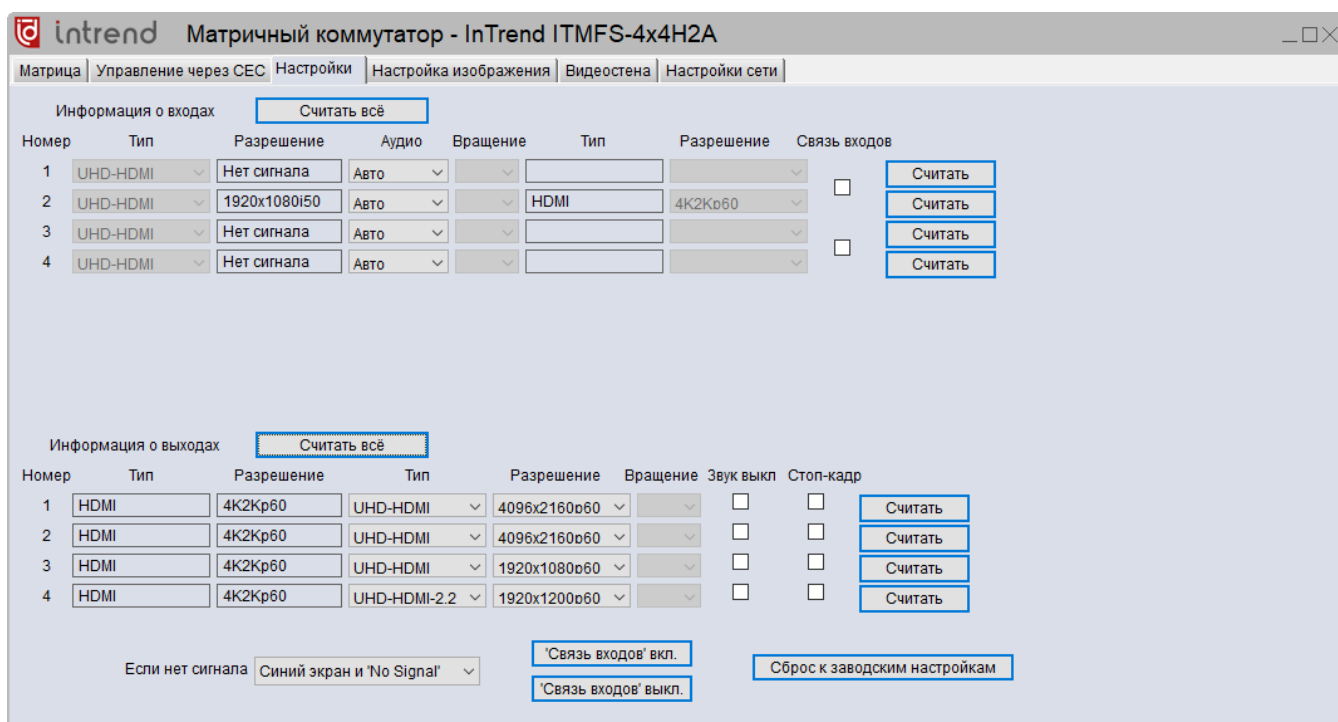 intrend Матричный коммутатор - InTrend ITMFS-4x4H2A
Матрица Управление через CEC Настройки Настройка изображения Видеостена Настройки сети
Информация о входах Считать всё
Номер Тип Разрешение Аудио Вращение Тип Разрешение Связь входов
1 UHD-HDMI Нет сигнала Авто Считать
2 UHD-HDMI 1920x1080i50 Авто HDMI 4K2Kp60 Считать
3 UHD-HDMI Нет сигнала Авто Считать
4 UHD-HDMI Нет сигнала Авто Считать
Информация о выходах Считать всё
Номер Тип Разрешение Тип Разрешение Вращение Звук выкл Стоп-кадр
1 HDMI 4K2Kp60 UHD-HDMI 4096x2160p60 Считать
2 HDMI 4K2Kp60 UHD-HDMI 4096x2160p60 Считать
3 HDMI 4K2Kp60 UHD-HDMI 1920x1080p60 Считать
4 HDMI 4K2Kp60 UHD-HDMI-2.2 1920x1200p60 Считать
Если нет сигнала Синий экран и 'No Signal' 'Связь входов' вкл. Сброс к заводским настройкам
'Связь входов' выкл.